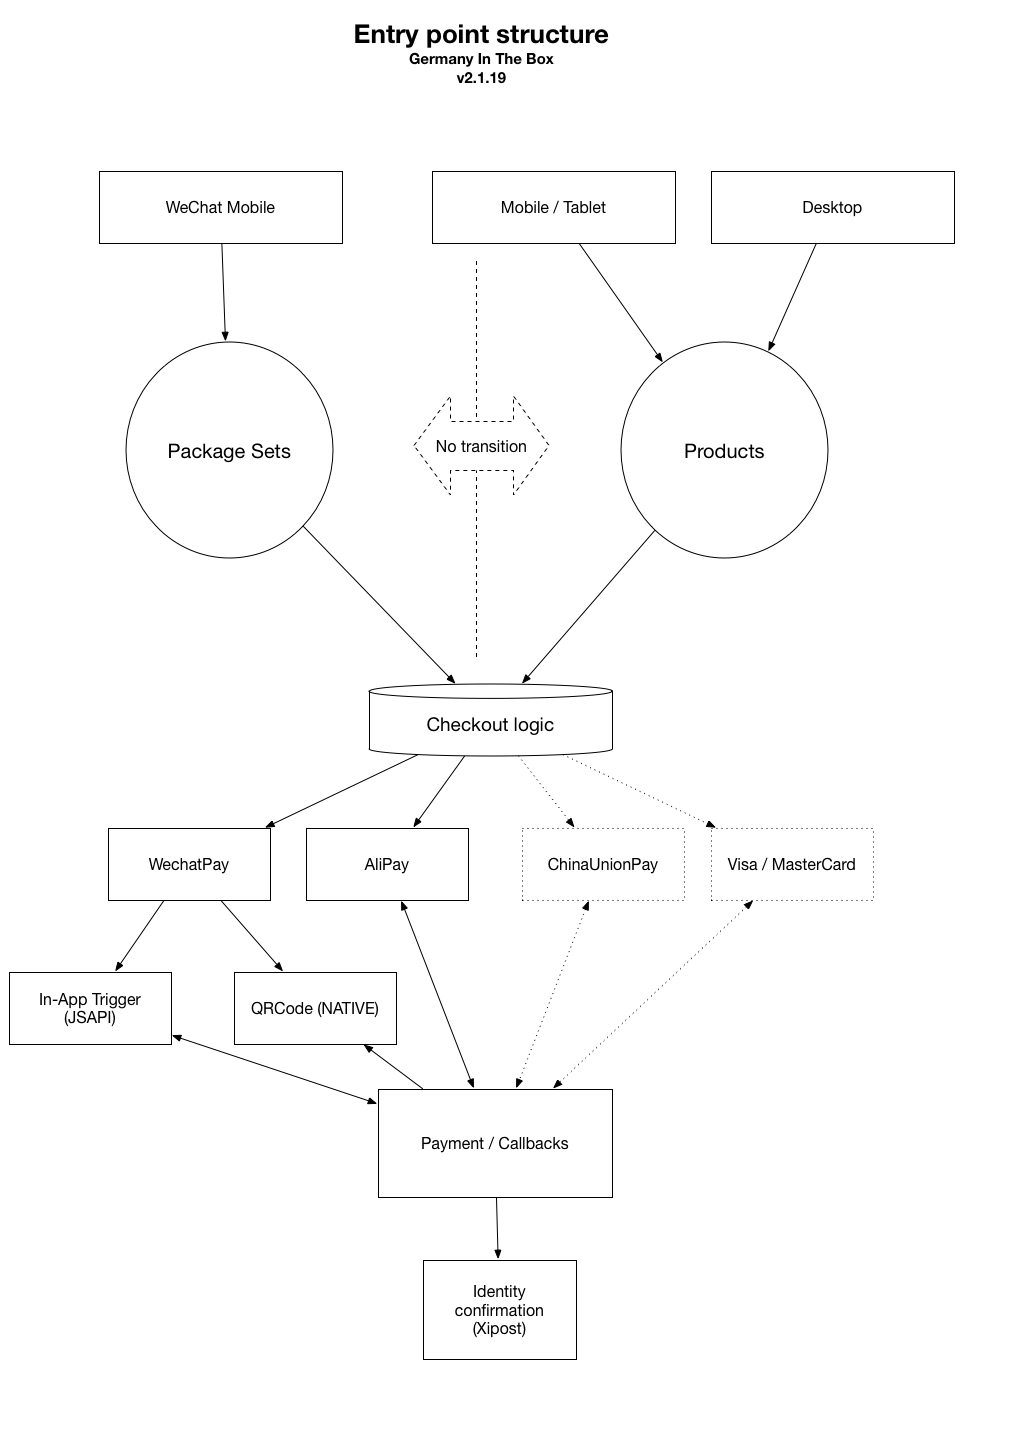 Entry point structure
Germany In The Box
v2.1.19
WeChat Mobile
Mobile / Tablet
Desktop
Package Sets
No transition
Products
Checkout logic
WechatPay
AliPay
ChinaUnionPay
Visa / MasterCard
In-App Trigger
(JSAPI)
QRCode (NATIVE)
Payment / Callbacks
Identity
confirmation
(Xipost)